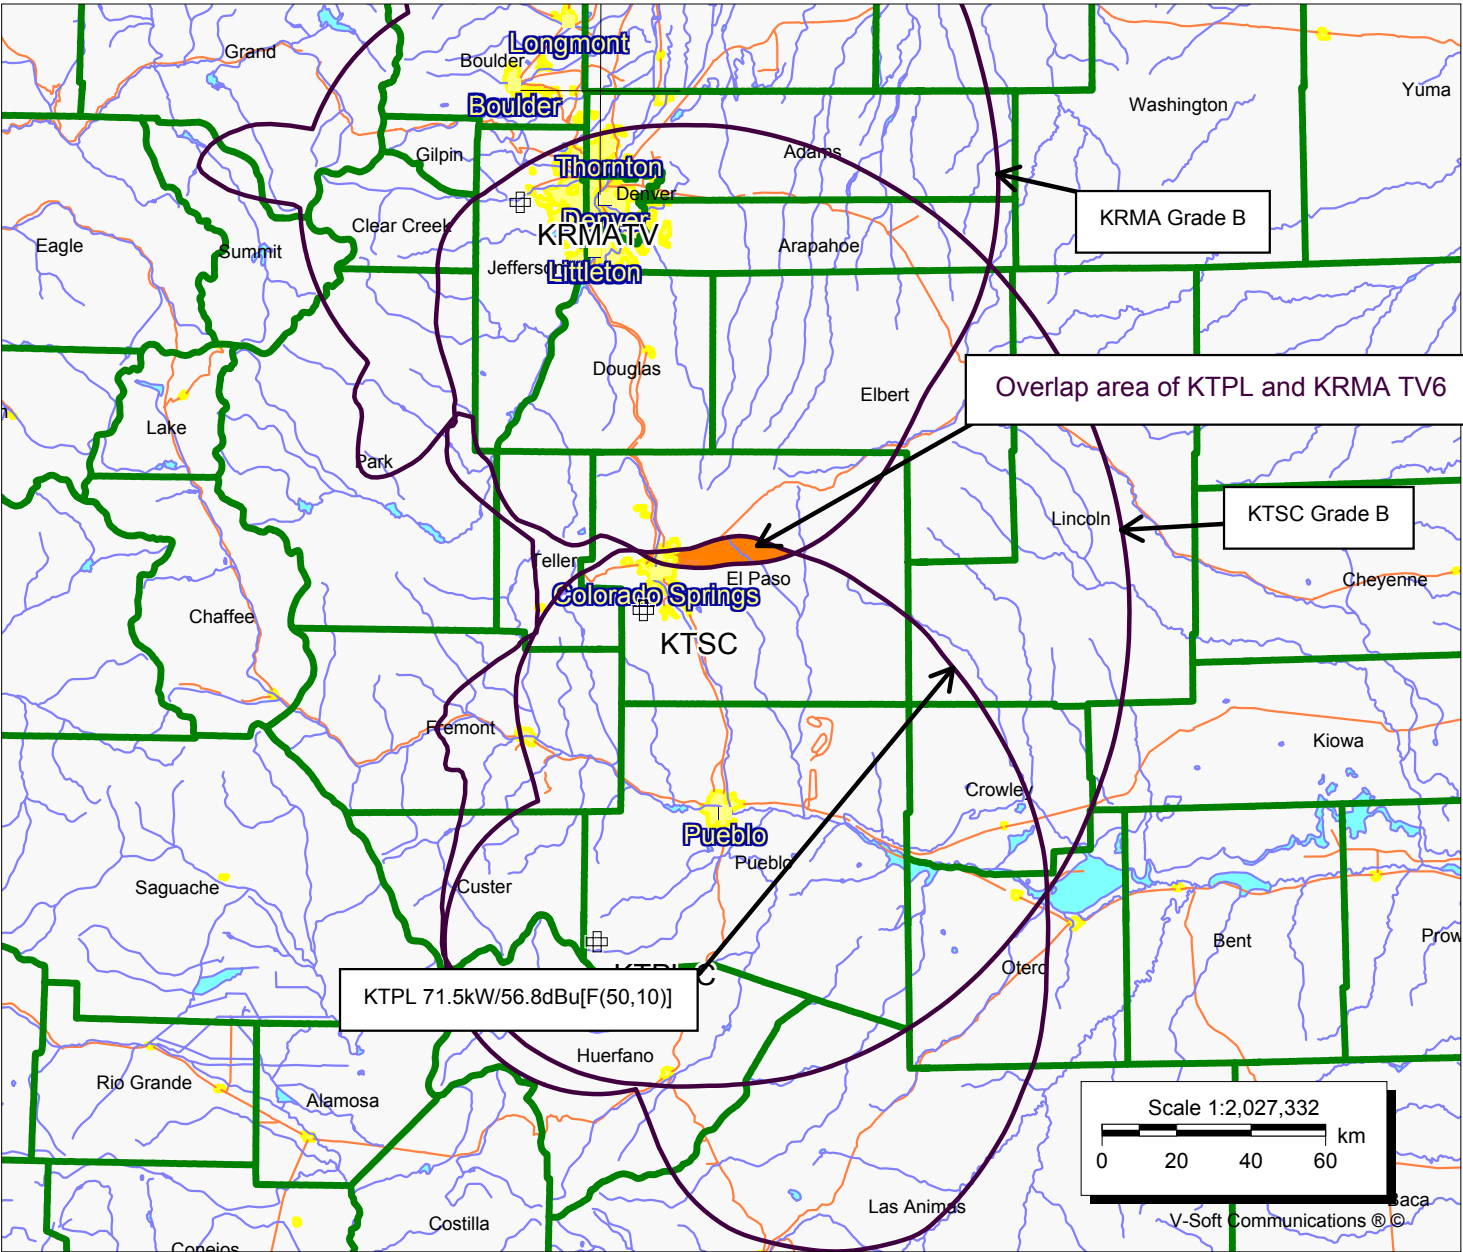 Longmont
Grand
Boulder
Yuma
Boulder
Washington
Gilpin
Adams
Thornton
Denver
KRMA Grade B
Denver
Clear Creek
KRMATV
Eagle
Summit
Arapahoe
Jefferso
Littleton
Douglas
Elbert
Overlap area of KTPL and KRMA TV6
Lake
Park
KTSC Grade B
Lincoln
Teller
El Paso
Cheyenne
Colorado Springs
Chaffee
KTSC
Fremont
Kiowa
Crowley
Pueblo
Pueblo
Saguache
Custer
Bent
Prow
Otero
KTPL 71.5kW/56.8dBu[F(50,10)]
Huerfano
Rio Grande
Alamosa
Scale 1:2,027,332
km
0 20 40 60
Las Animas
Baca
Costilla
V-Soft Communications ® ©
Conejos